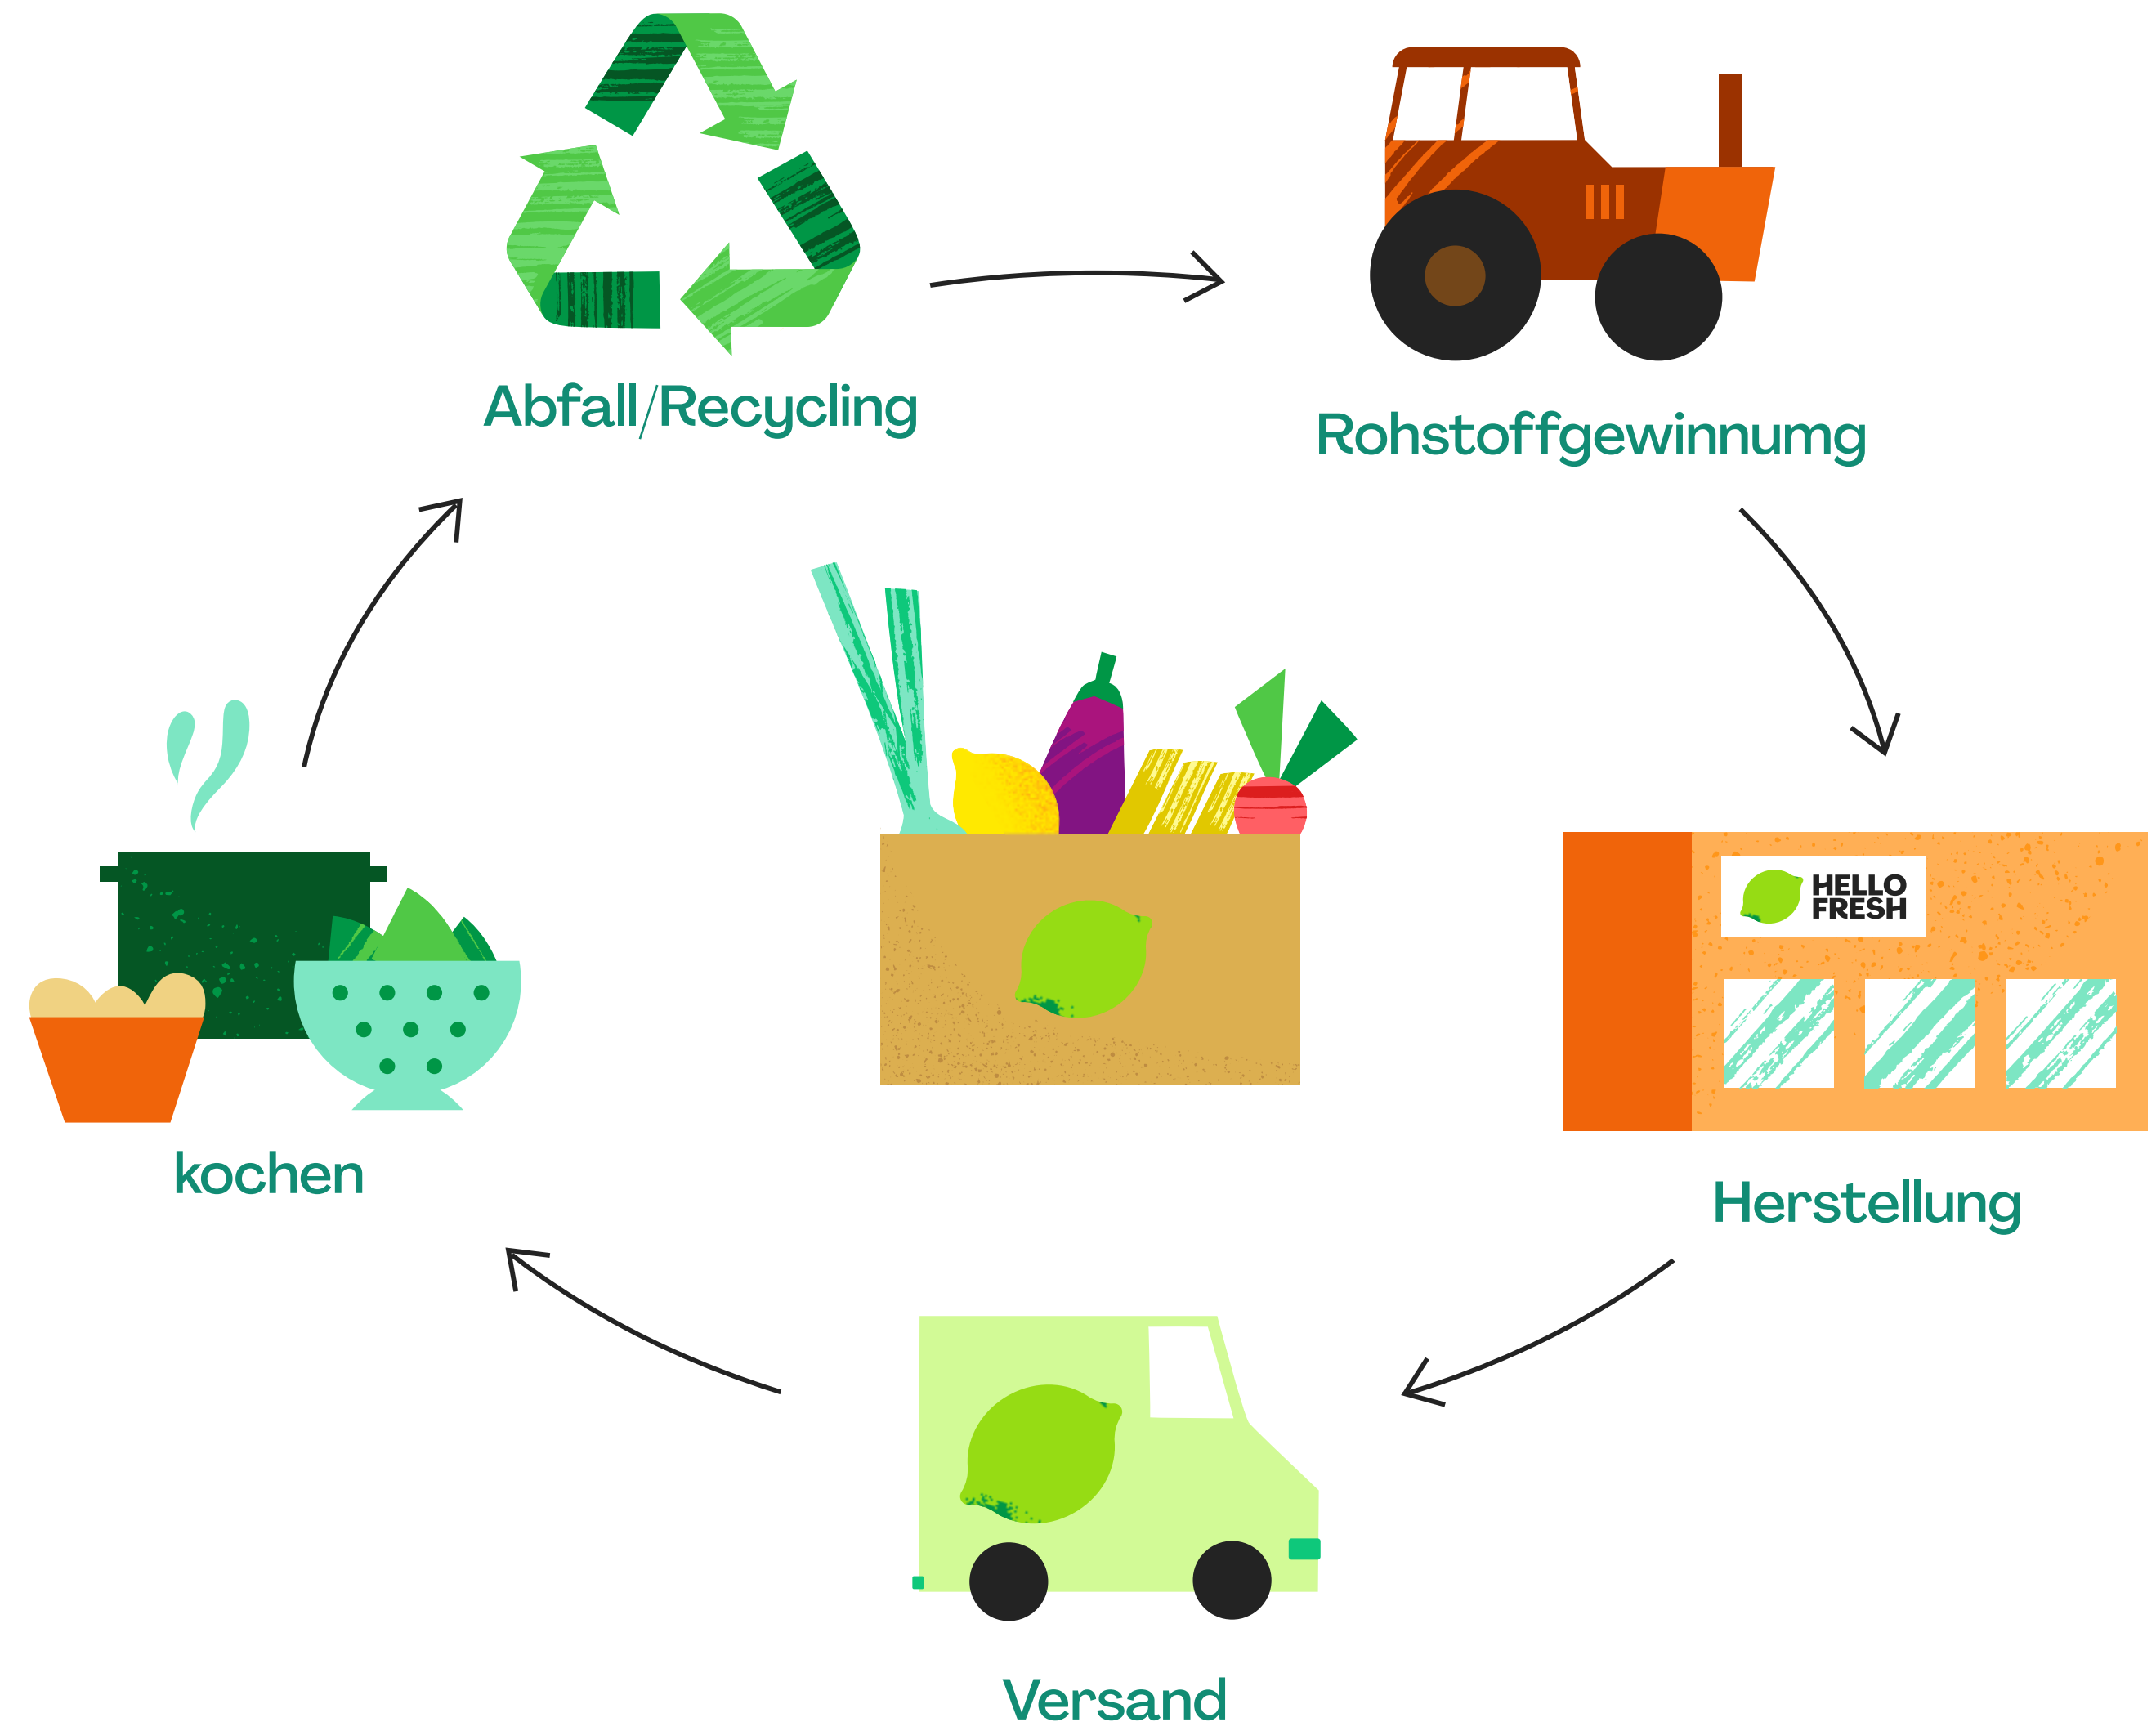 Abfall/Recycling
Rohstoffgewinnumg
HELLO
FRESH
kochen
Herstellung
Versand